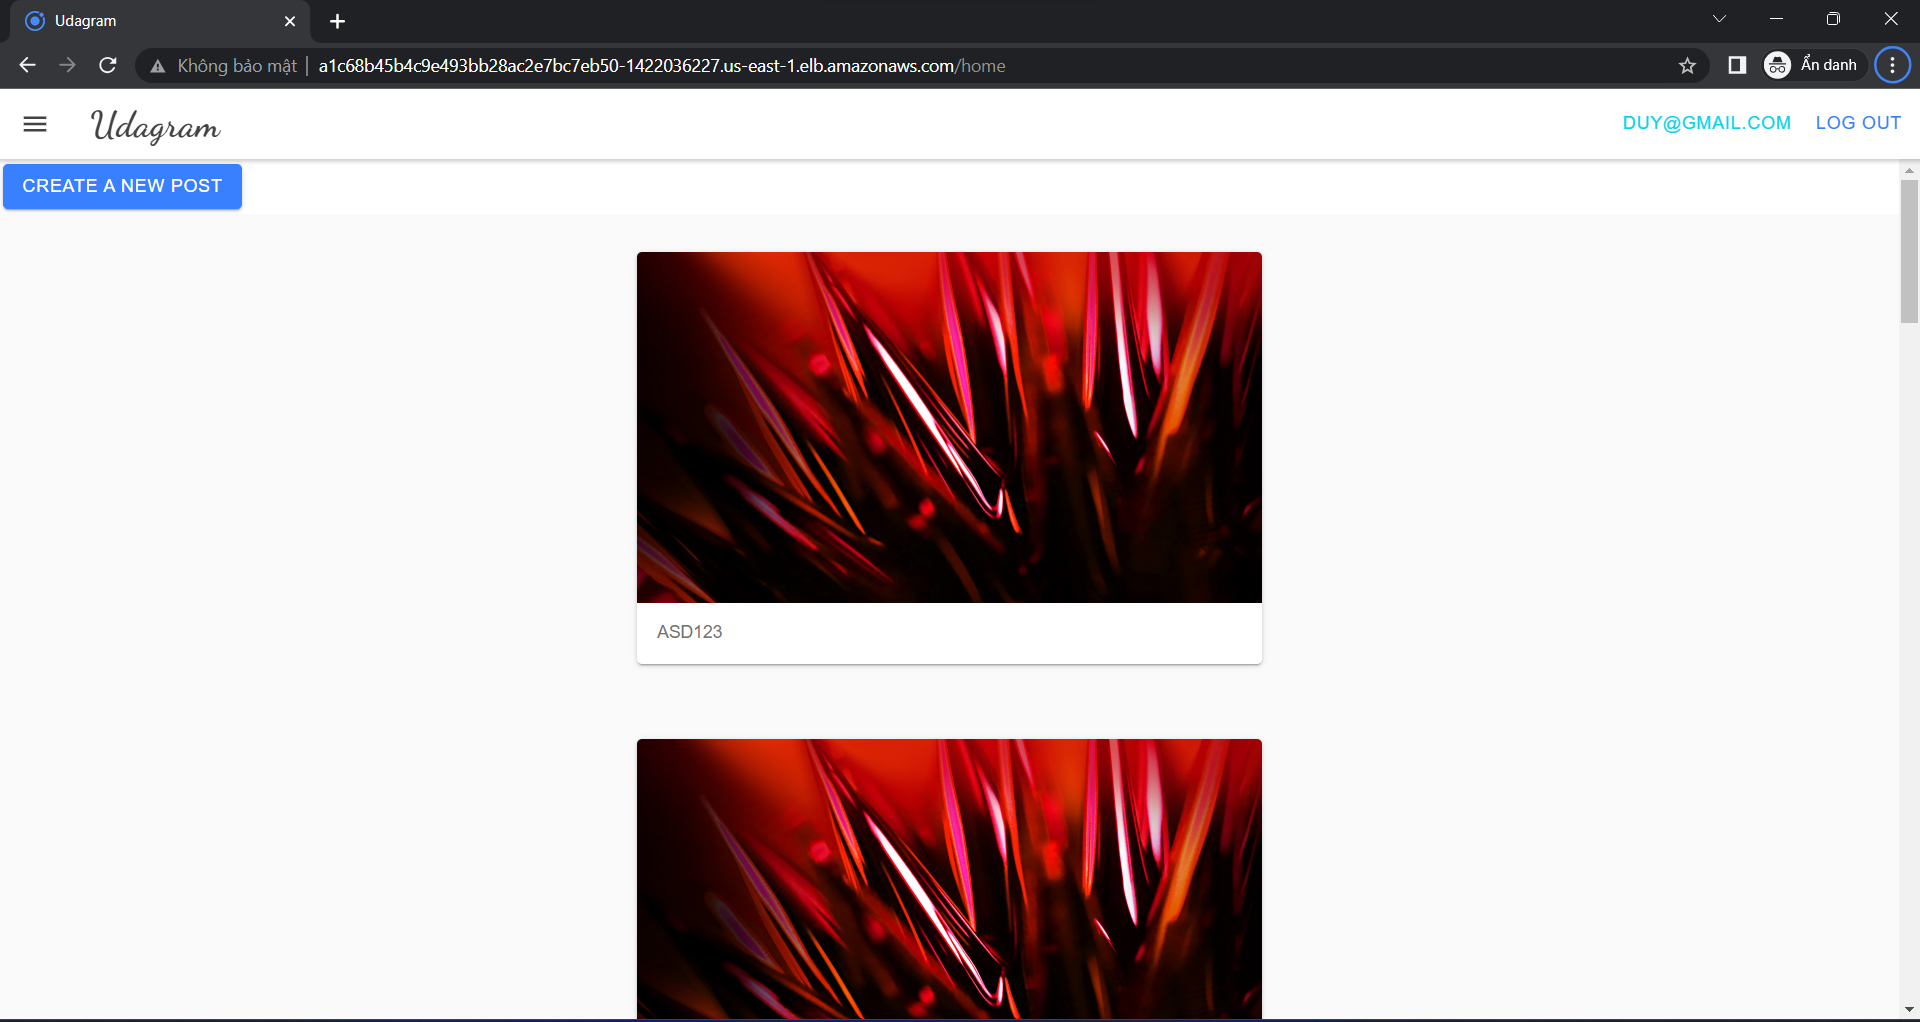 Udagram
Không bảo mật a1c68b45b4c9e493bb28ac2e7bc7eb50-1422036227.us-east-1.elb.amazonaws.com/home Ẩn danh
Udagram DUY@GMAIL.COM LOG OUT
CREATE A NEW POST
ASD123